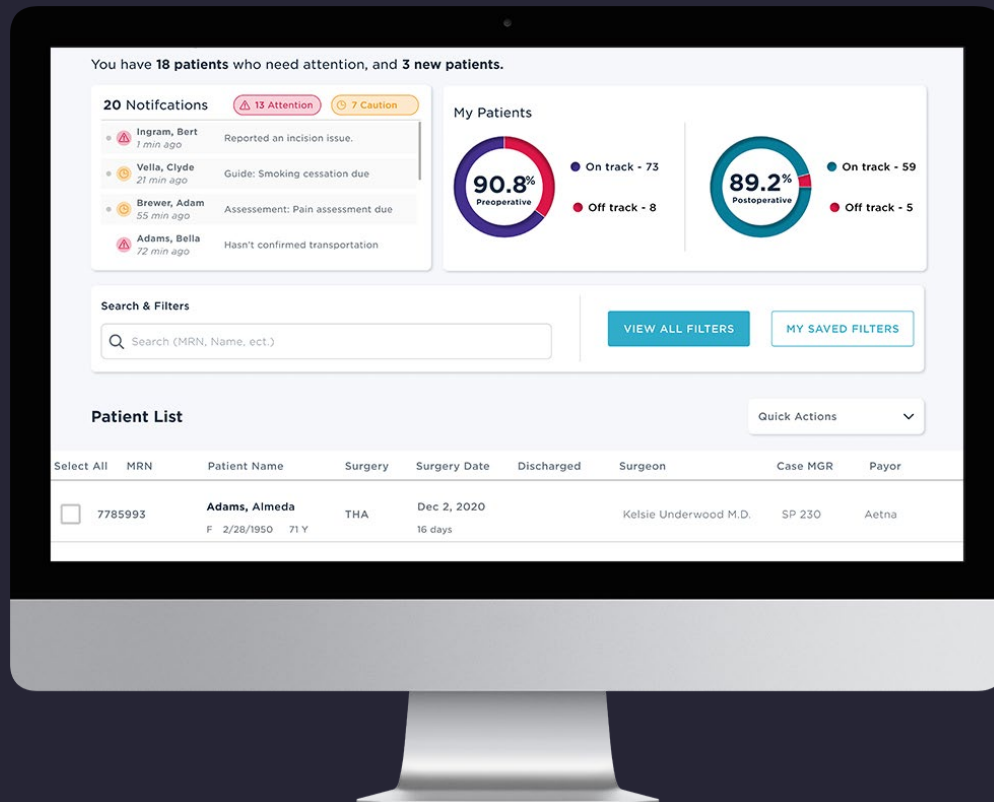 You have 18 patients who need attention, and 3 new patients.
20 Notifcations
13 Attention
7 Caution
Ingram, Bert
1 min ago
Reported an incision issue.
Vella, Clyde
21 min ago
Guide: Smoking cessation due
Brewer, Adam
55 min ago
Assessement: Pain assessment due
Adams, Bella
72 min ago
Hasn't confirmed transportation
My Patients
90.8%
Preoperative
On track - 73
Off track - 8
89.2%
Postoperative
On track - 59
Off track - 5
Search & Filters
Search (MRN, Name, ect.)
VIEW ALL FILTERS
MY SAVED FILTERS
Patient List
Quick Actions
Select All MRN Patient Name Surgery Surgery Date Discharged Surgeon Case MGR Payor
7785993 Adams, Almeda THA Dec 2, 2020 Kelsie Underwood M.D. SP 230 Aetna
F 2/28/1950 71 Y 16 days